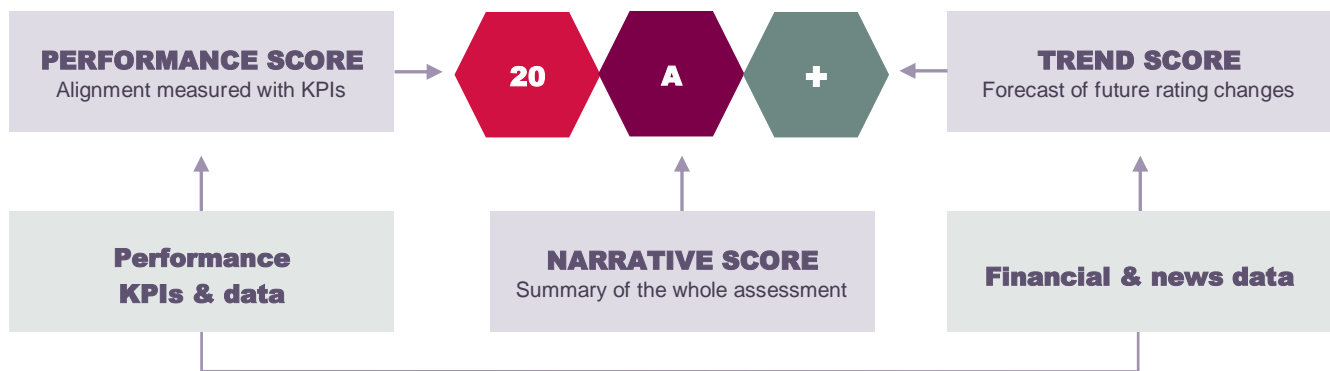 PERFORMANCE SCORE
Alignment measured with KPIs
20
A
+
TREND SCORE
Forecast of future rating changes
Performance
KPIs & data
NARRATIVE SCORE
Summary of the whole assessment
Financial & news data